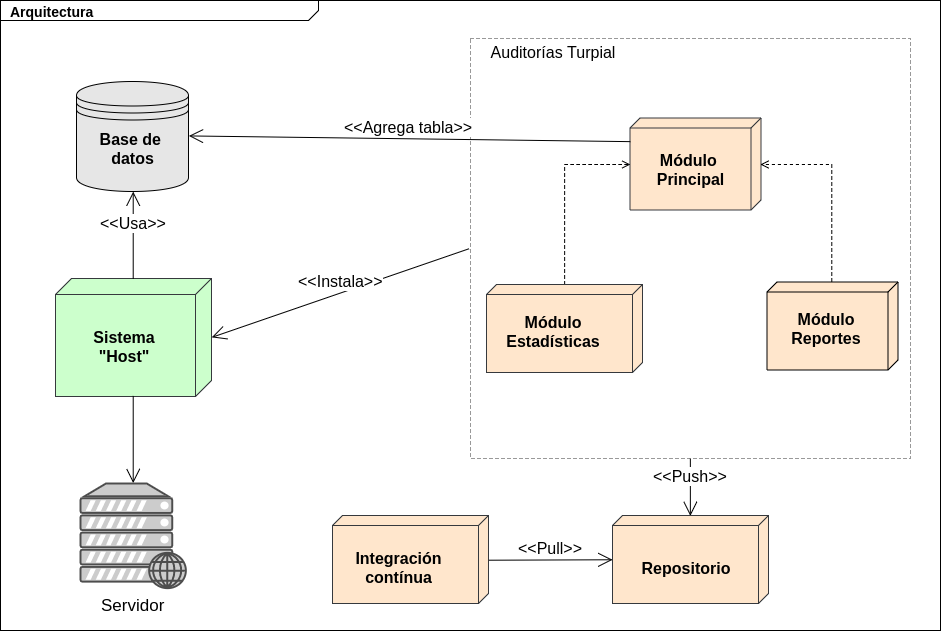 Arquitectura
Auditorías Turpial
<<Agrega tabla>>
Base de
datos
Módulo
Principal
<<Usa>>
<<Instala>>
Sistema
"Host"
Módulo
Estadísticas
Módulo
Reportes
<<Push>>
<<Pull>>
Integración
contínua
Repositorio
Servidor